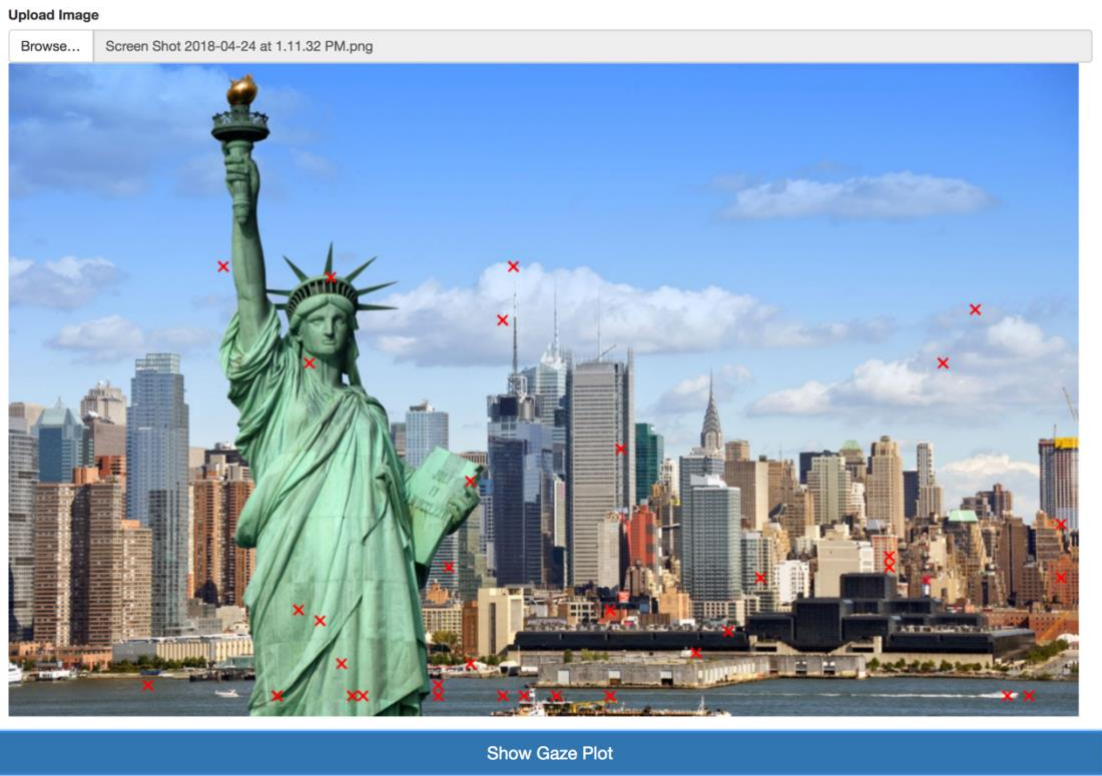 Upload Image
Browse... Screen Shot 2018-04-24 at 1.11.32 PM.png
Show Gaze Plot